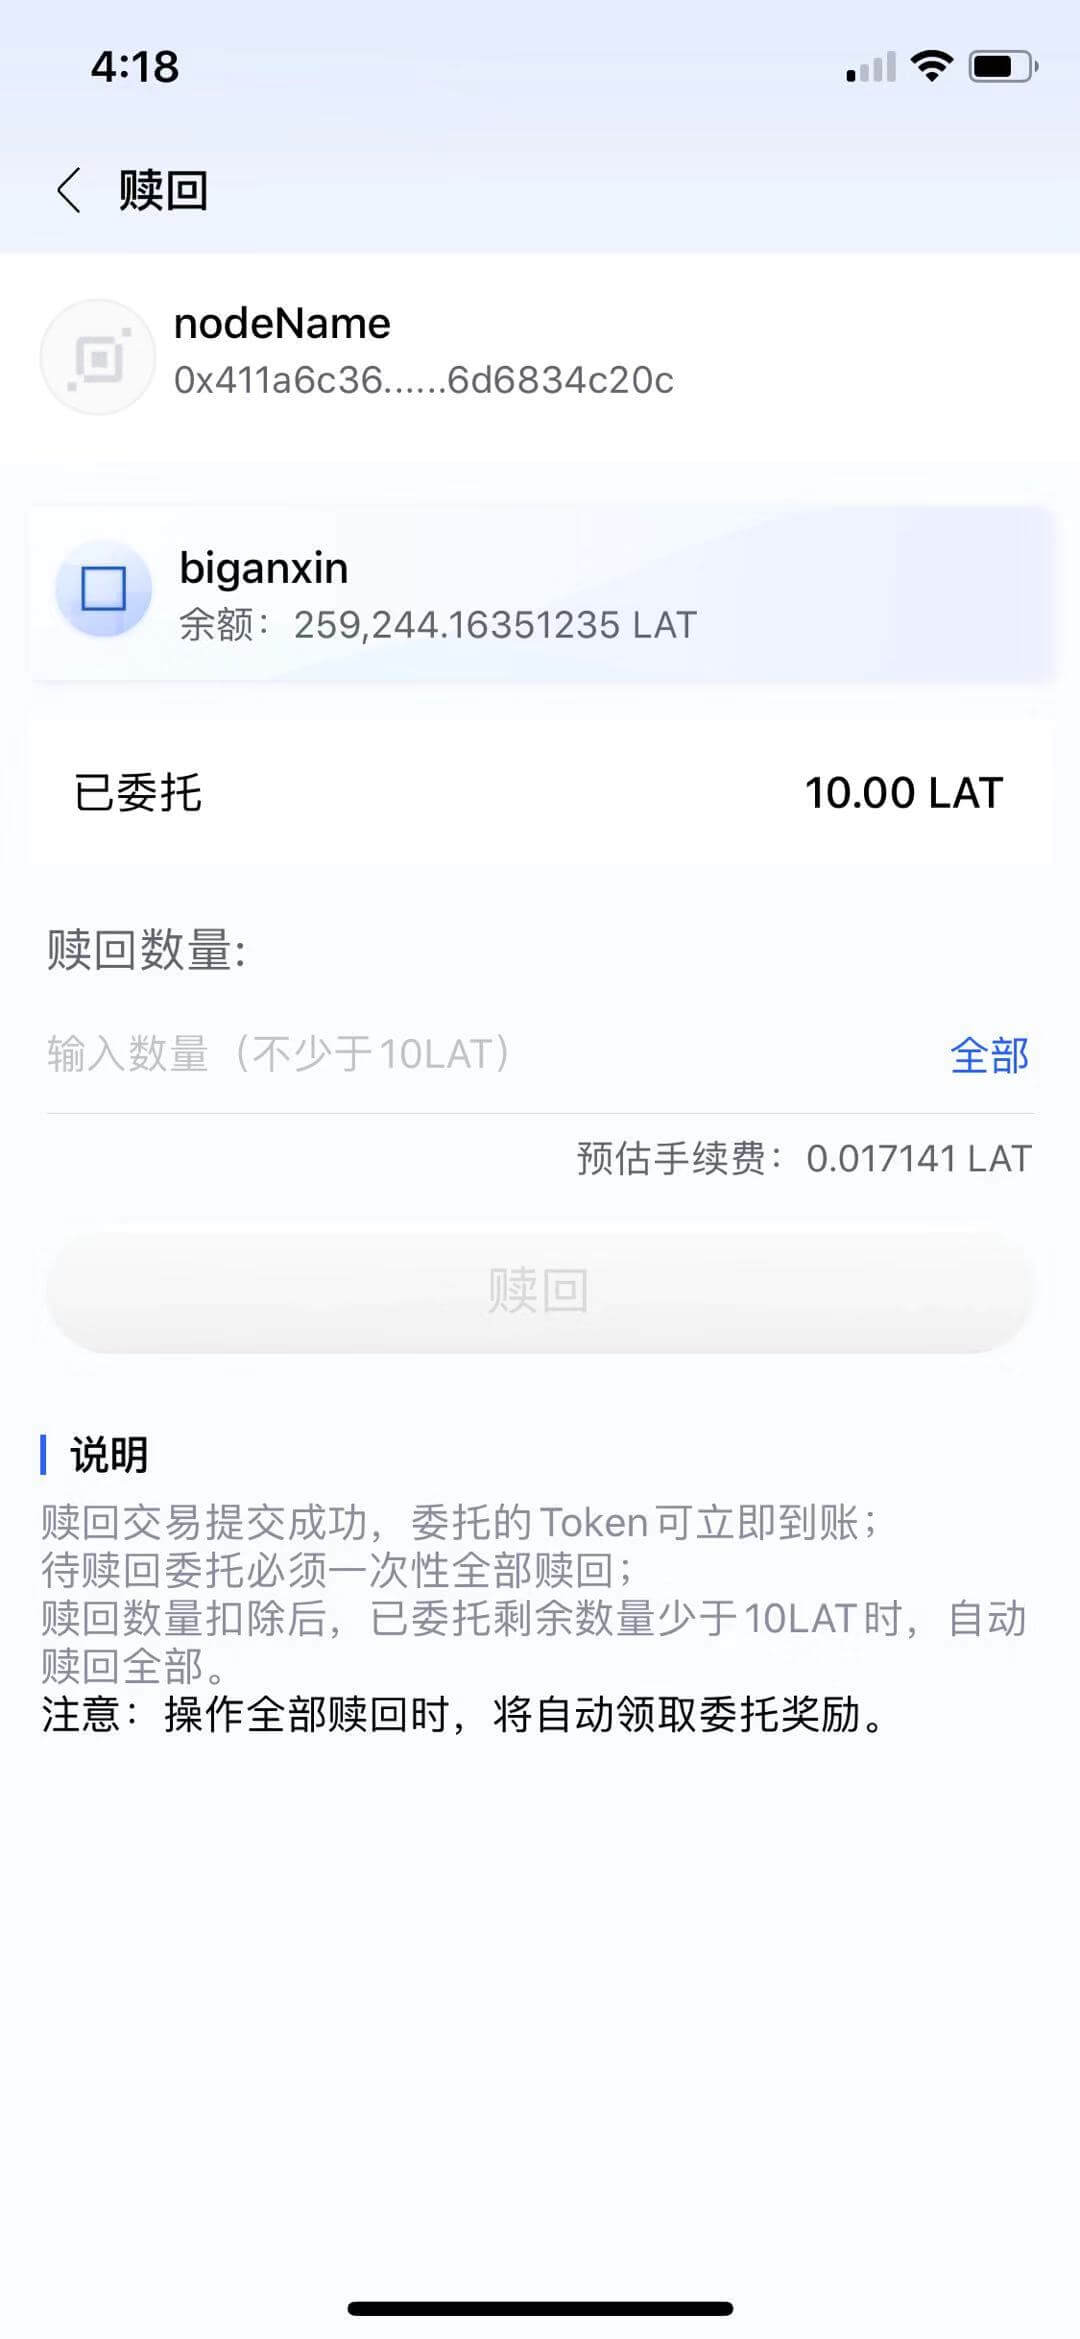 4:18
赎回
nodeName
0x411a6c36......6d6834c20c
biganxin
余额：259,244.16351235 LAT
已委托
10.00 LAT
赎回数量:
输入数量（不少于10LAT）
全部
预估手续费：0.017141 LAT
赎回
说明
赎回交易提交成功，委托的Token可立即到账；
待赎回委托必须一次性全部赎回；
赎回数量扣除后，已委托剩余数量少于10LAT时，自动
赎回全部。
注意：操作全部赎回时，将自动领取委托奖励。